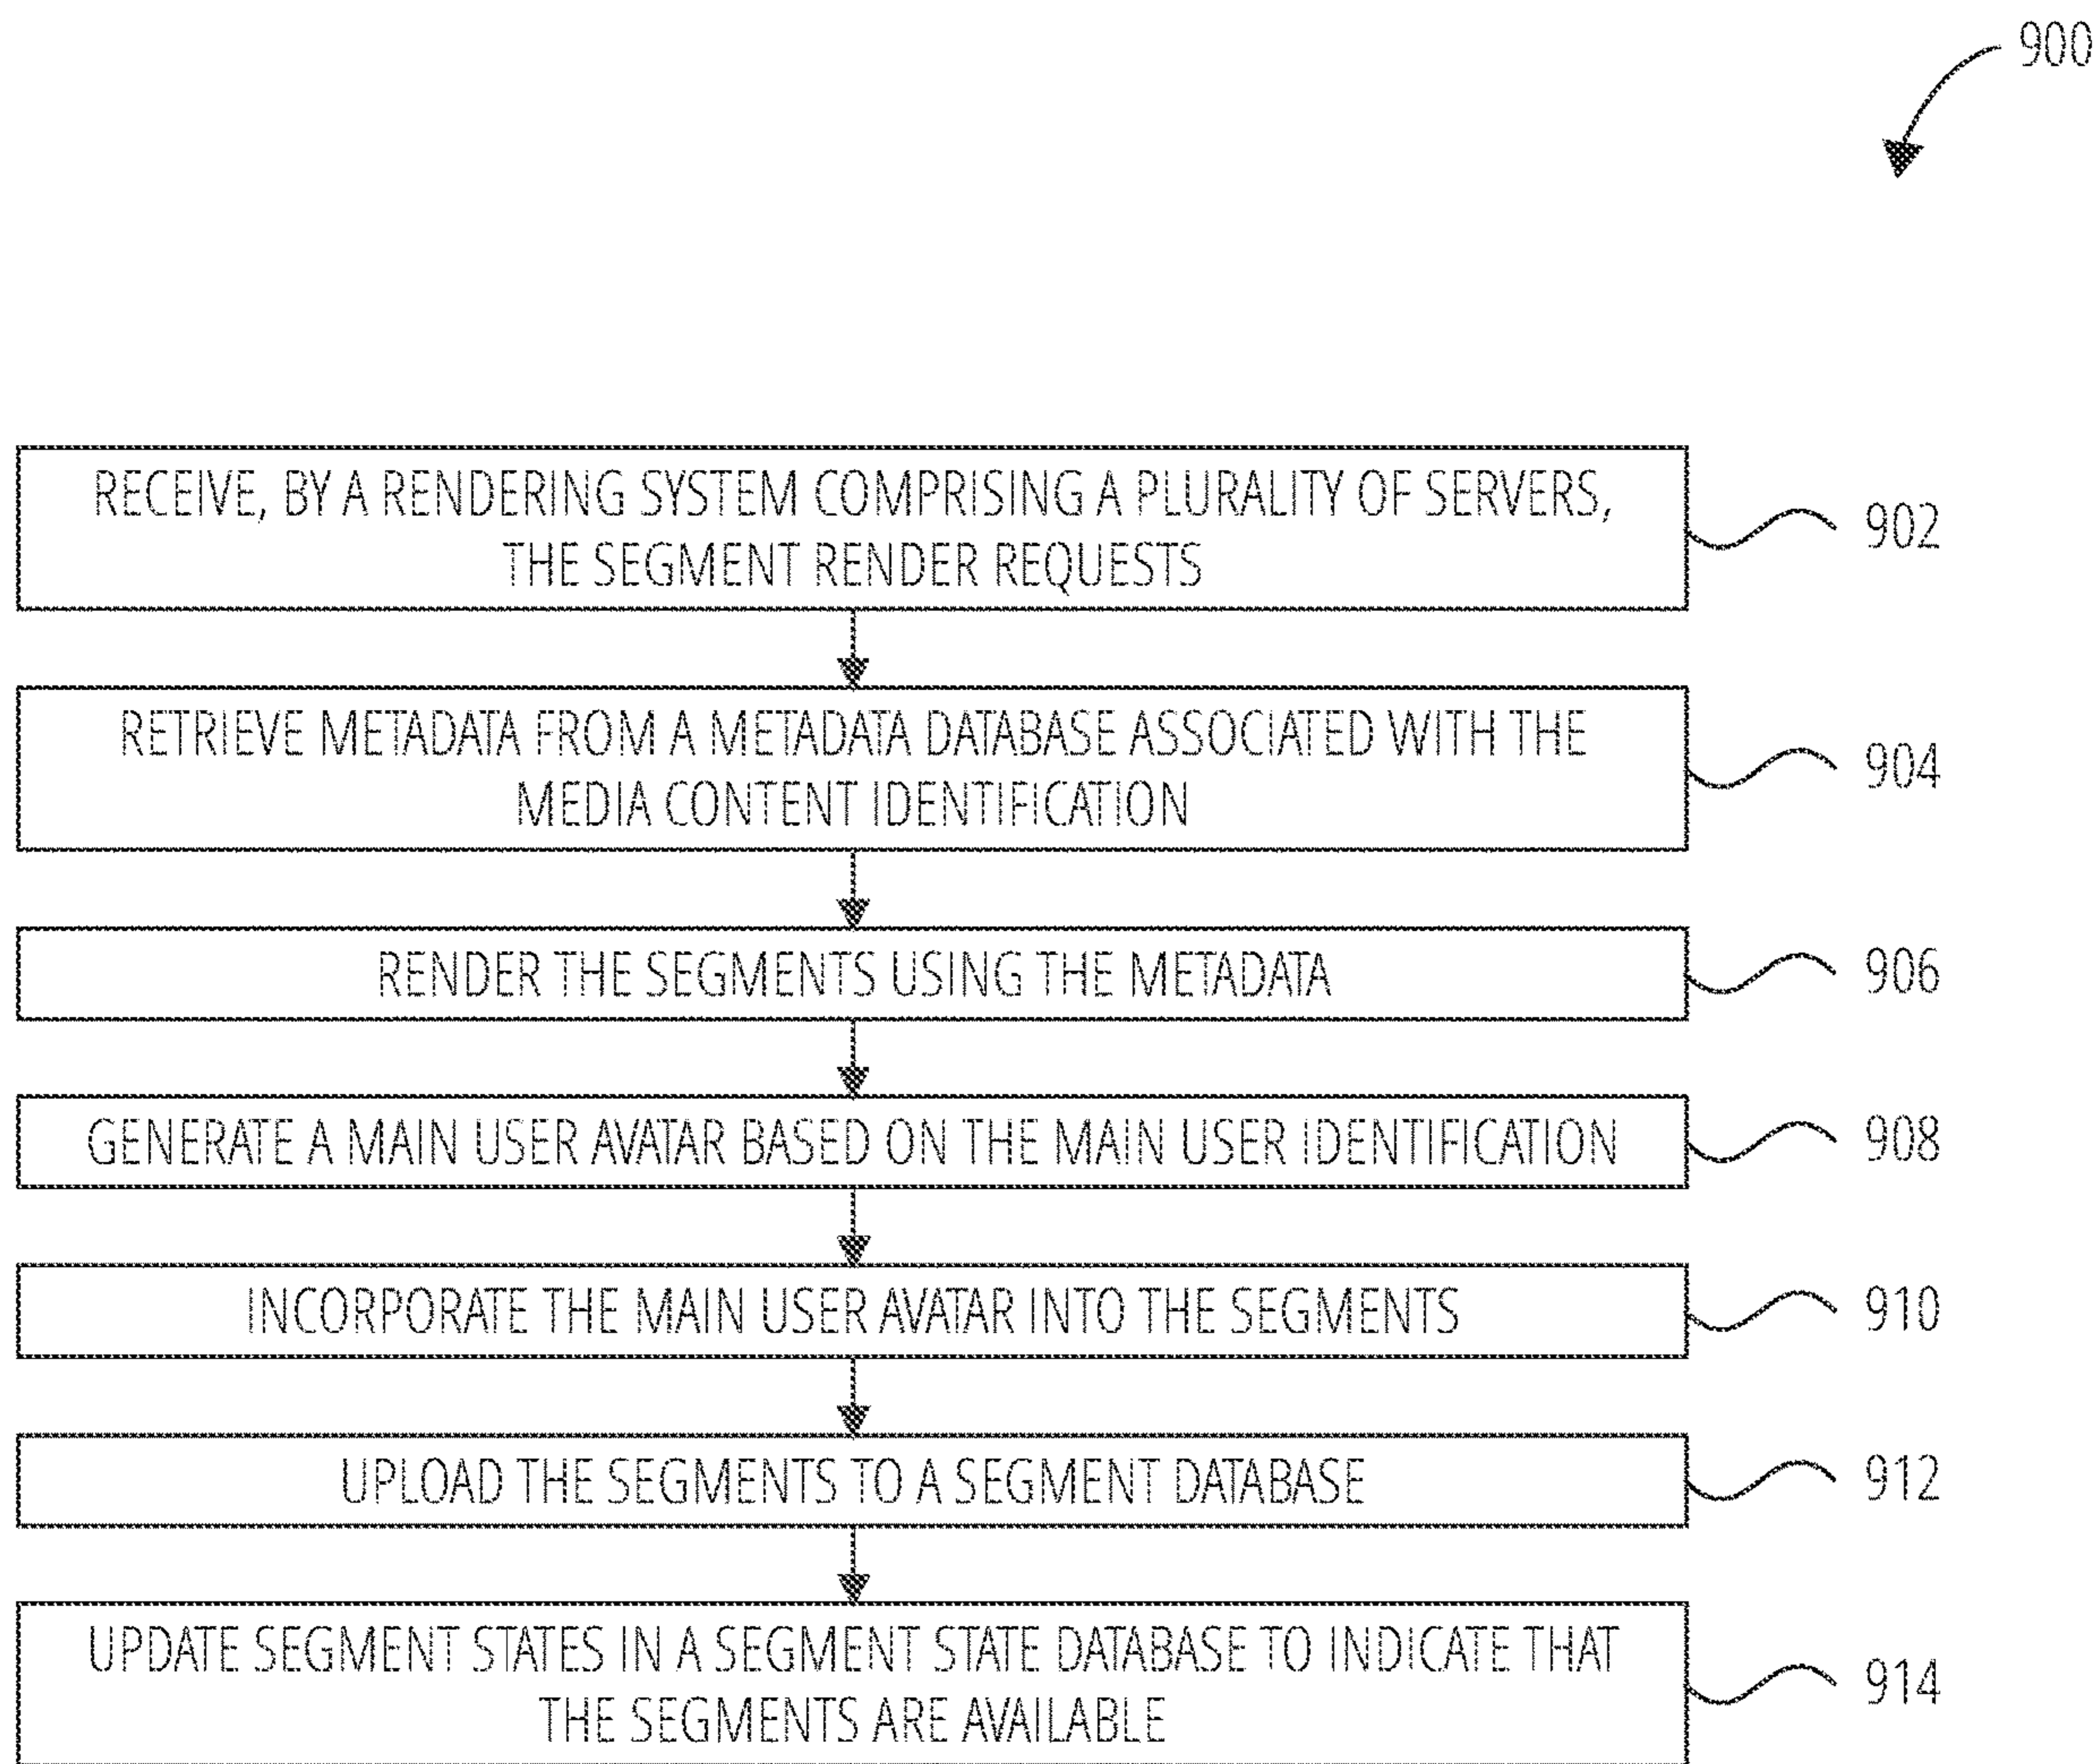 900
RECEIVE, BY A RENDERING SYSTEM COMPRISING A PLURALITY OF SERVERS,
THE SEGMENT RENDER REQUESTS
902
RETRIEVE METADATA FROM A METADATA DATABASE ASSOCIATED WITH THE
MEDIA CONTENT IDENTIFICATION
904
RENDER THE SEGMENTS USING THE METADATA
906
GENERATE A MAIN USER AVATAR BASED ON THE MAIN USER IDENTIFICATION
908
INCORPORATE THE MAIN USER AVATAR INTO THE SEGMENTS
910
UPLOAD THE SEGMENTS TO A SEGMENT DATABASE
912
UPDATE SEGMENT STATES IN A SEGMENT STATE DATABASE TO INDICATE THAT
THE SEGMENTS ARE AVAILABLE
914